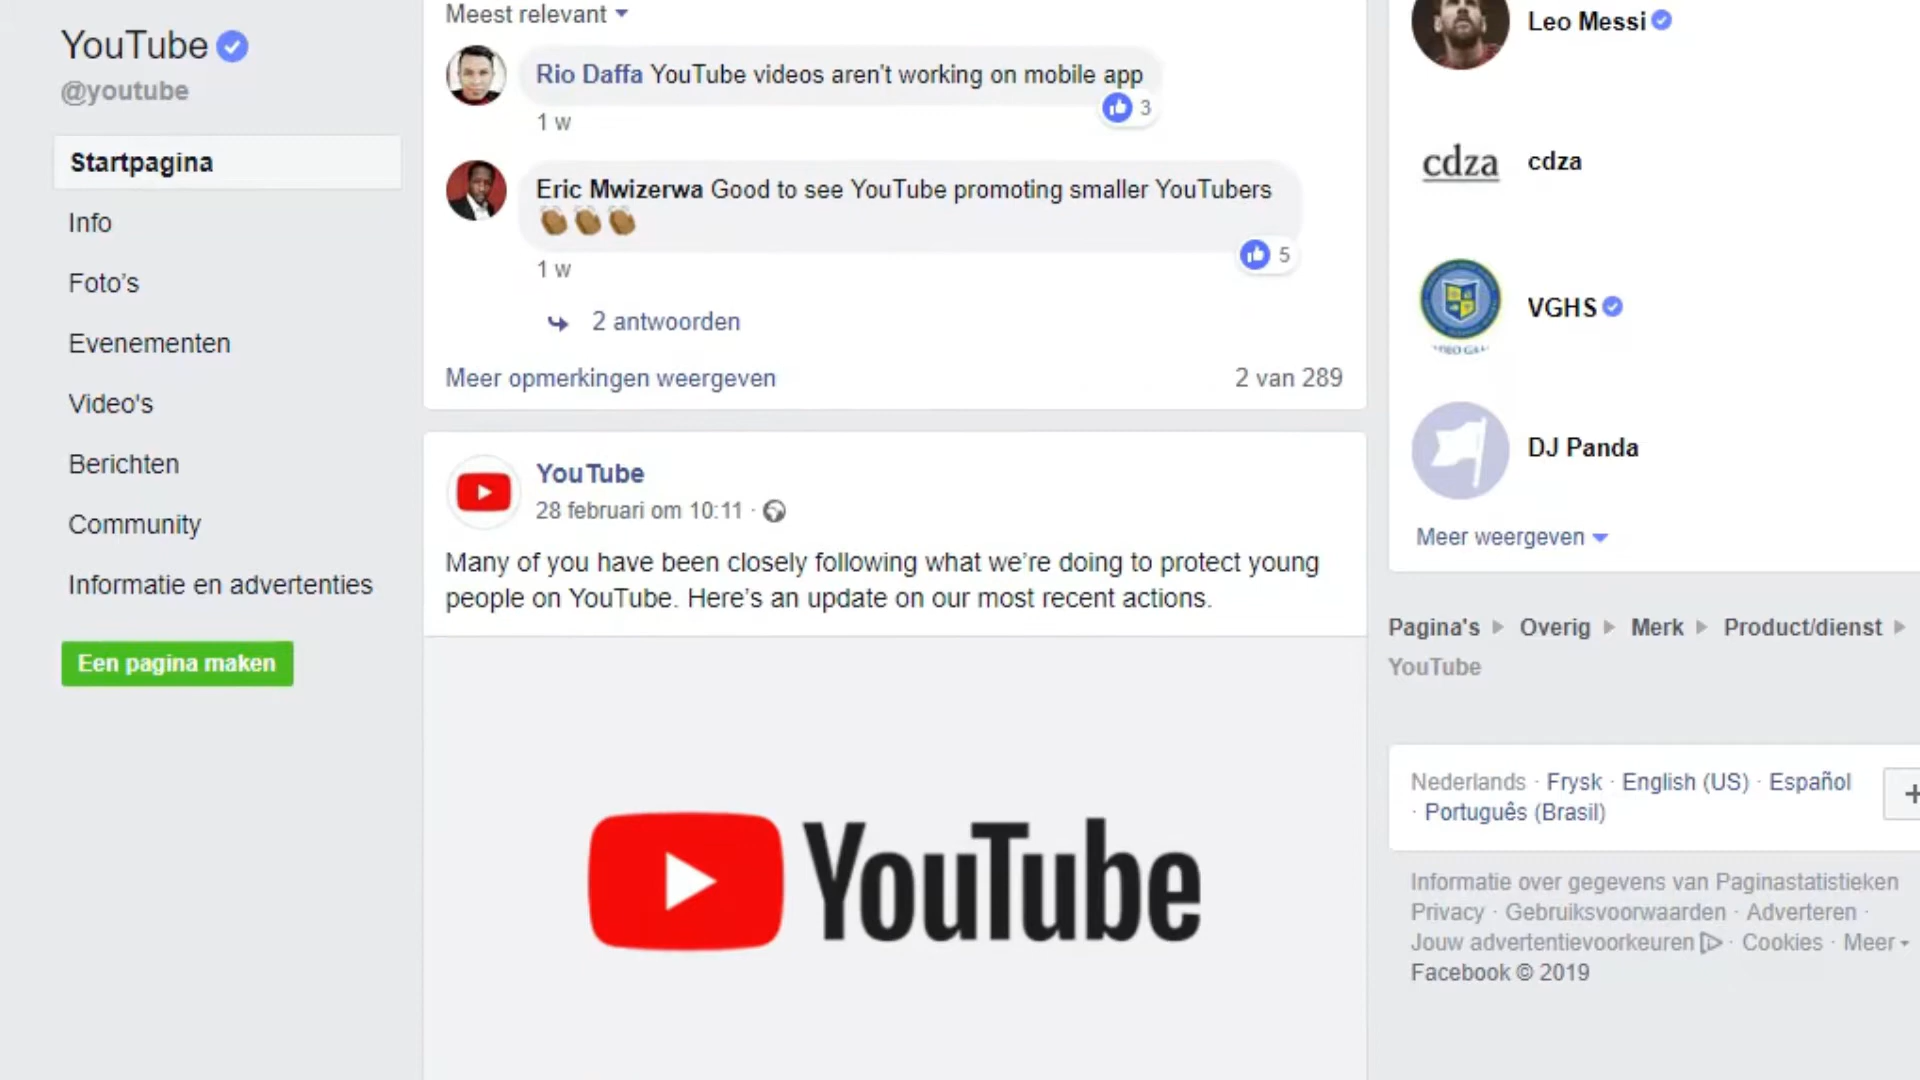 YouTube
@youtube
Startpagina
Info
Foto's
Evenementen
Video's
Berichten
Community
Informatie en advertenties
Een pagina maken
Meest relevant
Rio Daffa YouTube videos aren't working on mobile app
3
1 w
Eric Mwizerwa Good to see YouTube promoting smaller YouTubers
👏🏾👏🏾👏🏾
5
1 w
2 antwoorden
Meer opmerkingen weergeven
2 van 289
YouTube
28 februari om 10:11 ·
Many of you have been closely following what we’re doing to protect young
people on YouTube. Here’s an update on our most recent actions.
YouTube
Leo Messi
cdza
cdza
VGHS
DJ Panda
Meer weergeven
Pagina's
Overig
Merk
Product/dienst
YouTube
Nederlands · Frysk · English (US) · Español
· Português (Brasil)
+
Informatie over gegevens van Paginastatistieken
Privacy · Gebruiksvoorwaarden · Adverteren ·
Jouw advertentievoorkeuren · Cookies · Meer
Facebook © 2019